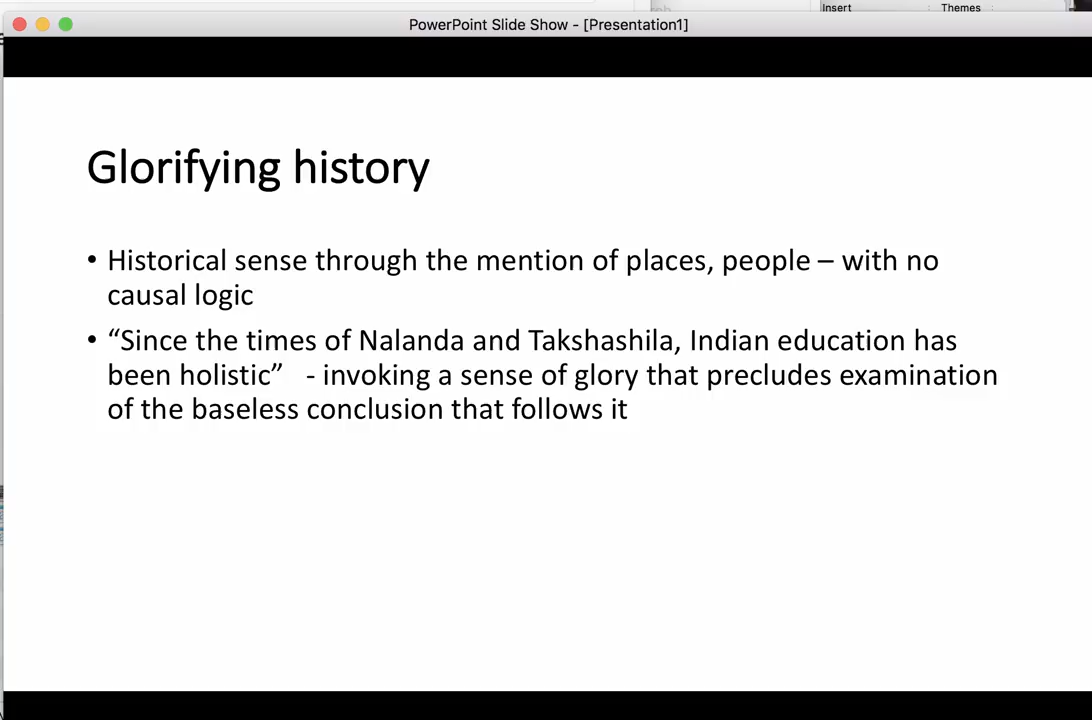 Insert
Themes
PowerPoint Slide Show - [Presentation1]
Glorifying history
• Historical sense through the mention of places, people – with no
causal logic
• “Since the times of Nalanda and Takshashila, Indian education has
been holistic” - invoking a sense of glory that precludes examination
of the baseless conclusion that follows it